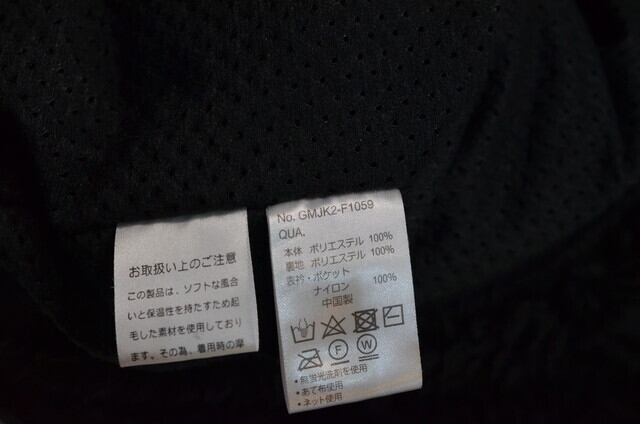 お取扱い上のご注意
この製品は、ソフトな風合
いと保温性を持たすため起
毛した素材を使用しており
ます。その為、着用時の摩
No. GMJK2-F1059
QUA.
本体 ポリエステル 100%
裏地 ポリエステル 100%
表衿・ポケット
ナイロン 100%
中国製
F W
・無蛍光洗剤を使用
・あて布使用
・ネット使用